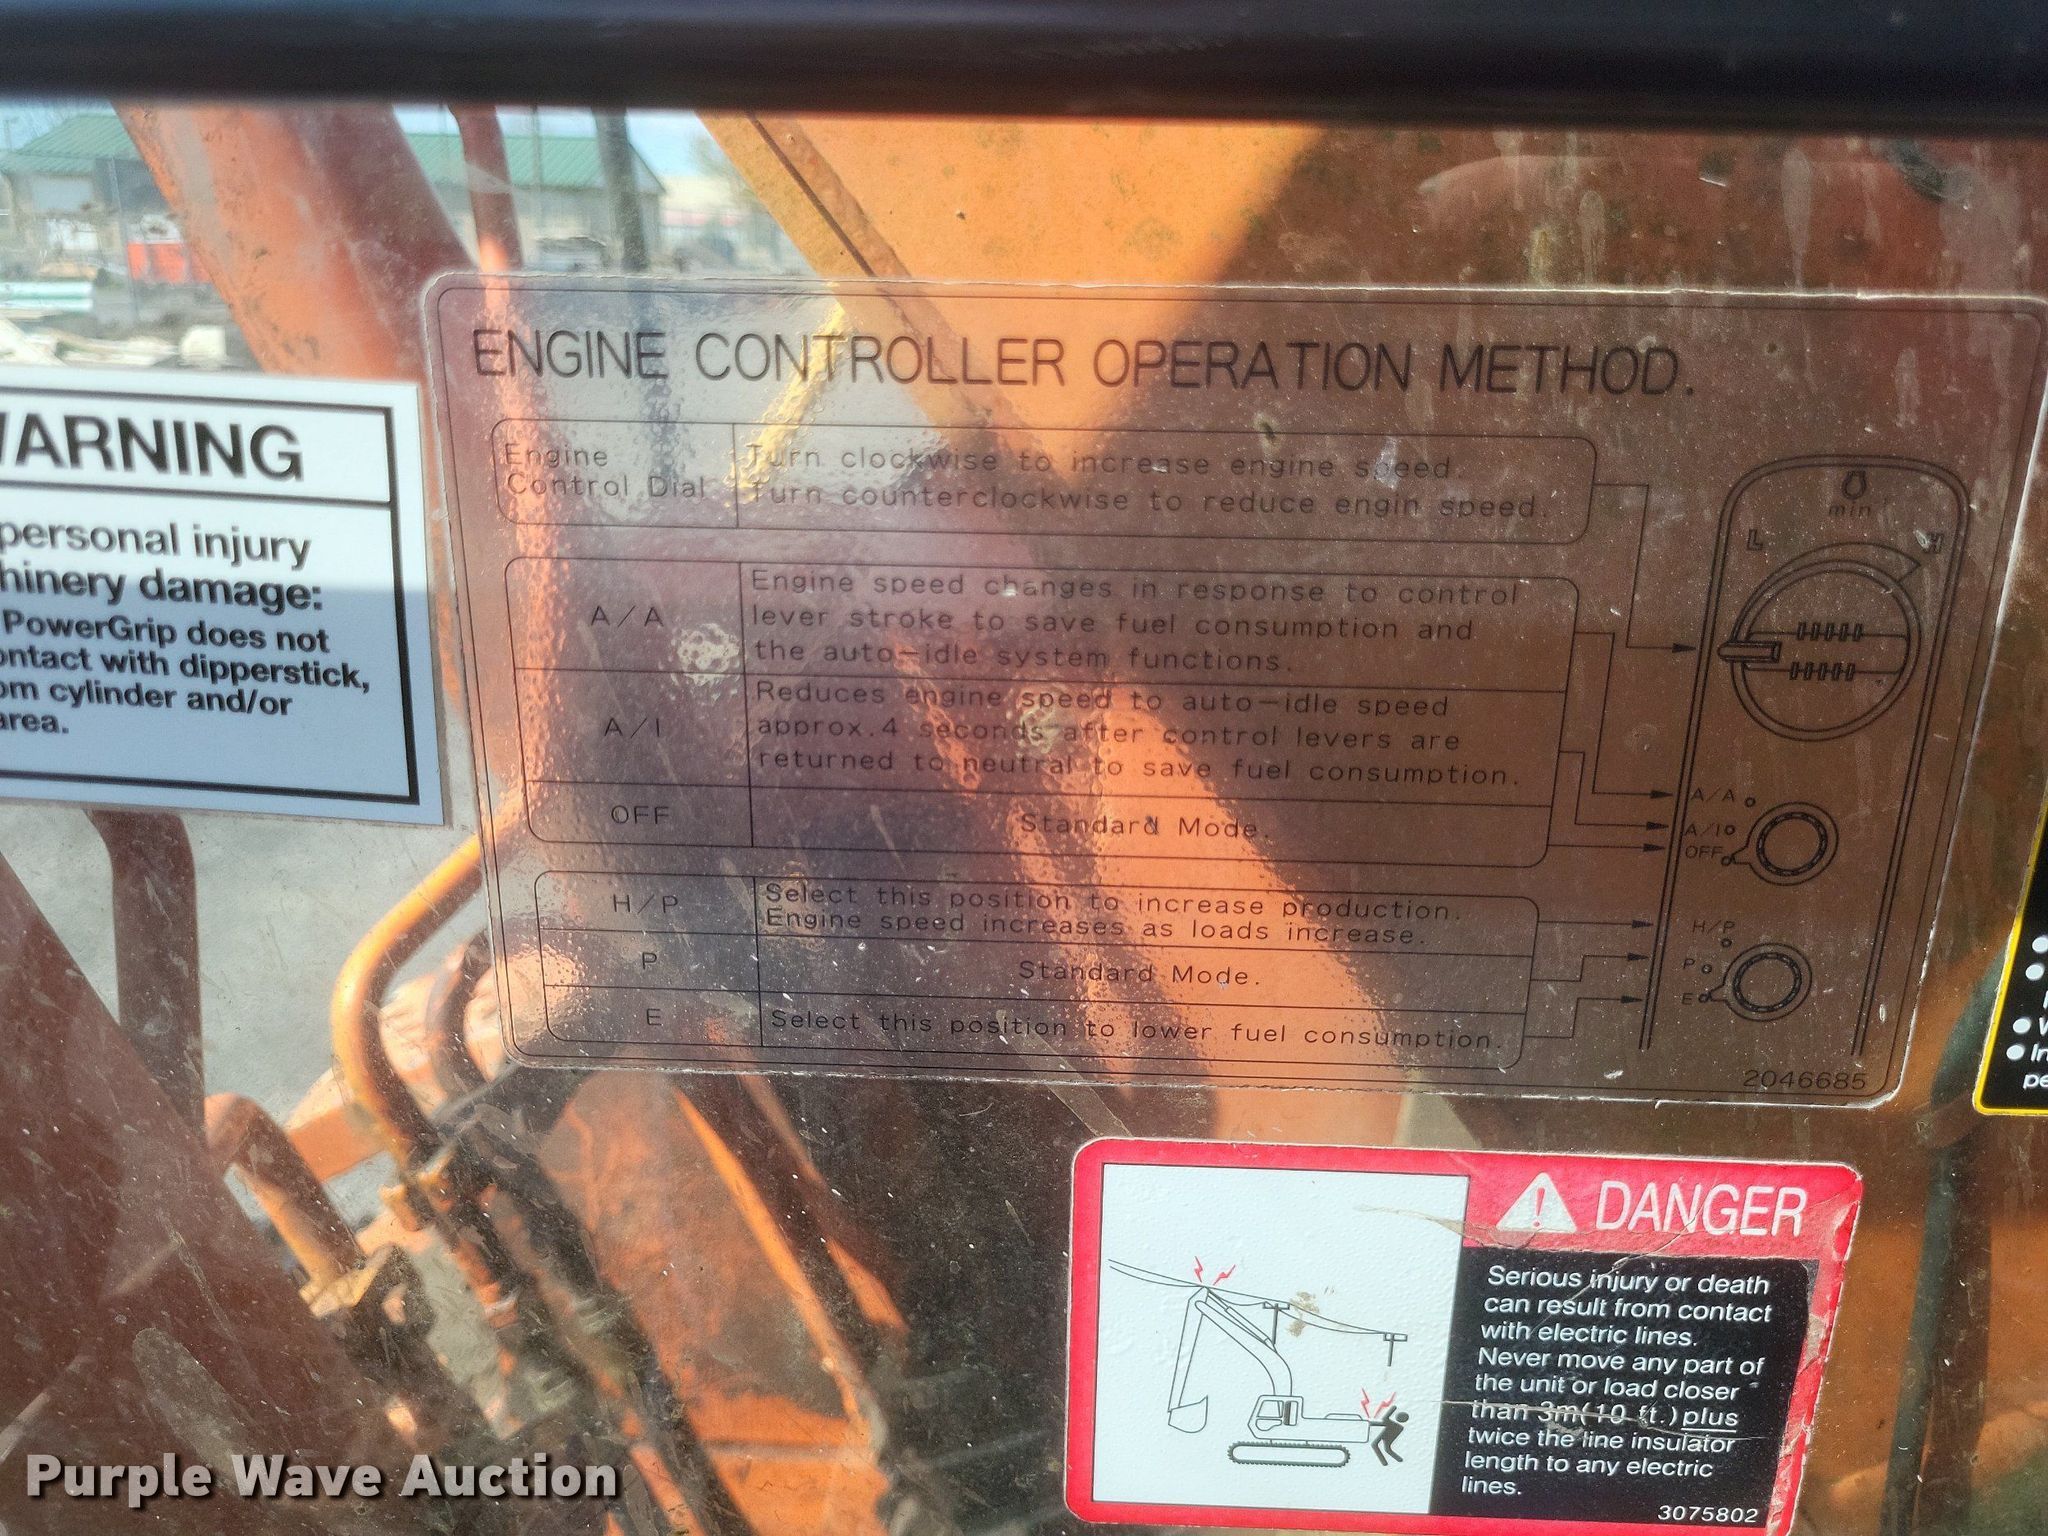 ENGINE CONTROLLER OPERATION METHOD.
Engine
Control Dial
Turn clockwise to increase engine speed.
Turn counterclockwise to reduce engin speed.
A/A
Engine speed changes in response to control
lever stroke to save fuel consumption and
the auto-idle system functions.
A/I
Reduces engine speed to auto-idle speed
approx.4 seconds after control levers are
returned to neutral to save fuel consumption.
OFF
Standard Mode.
H/P
Select this position to increase production.
Engine speed increases as loads increase.
P
Standard Mode.
E
Select this position to lower fuel consumption.
min
L
H
A/A
A/I
OFF
H/P
P
E
2046685
WARNING
personal injury
hinery damage:
PowerGrip does not
ontact with dipperstick,
om cylinder and/or
area.
DANGER
Serious injury or death
can result from contact
with electric lines.
Never move any part of
the unit or load closer
than 3m(10 ft.) plus
twice the line insulator
length to any electric
lines.
3075802
Purple Wave Auction